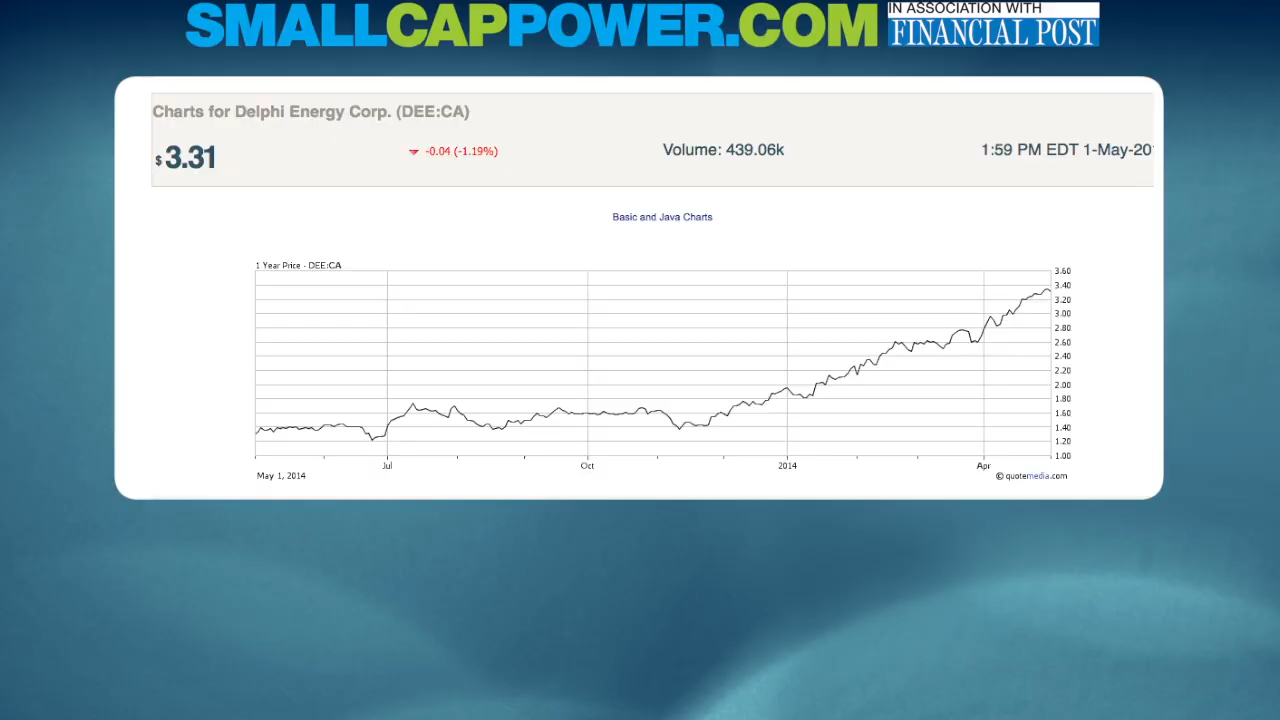 SMALLCAPPOWER.COM
IN ASSOCIATION WITH
FINANCIAL POST
Charts for Delphi Energy Corp. (DEE:CA)
$ 3.31
-0.04 (-1.19%)
Volume: 439.06k
1:59 PM EDT 1-May-20
Basic and Java Charts
1 Year Price - DEE:CA
3.60
3.40
3.20
3.00
2.80
2.60
2.40
2.20
2.00
1.80
1.60
1.40
1.20
1.00
Jul
Oct
2014
Apr
May 1, 2014
© quotemedia.com